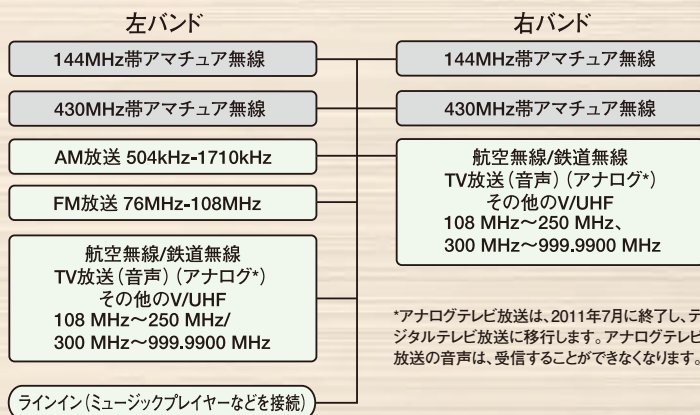 左バンド
144MHz帯アマチュア無線
430MHz帯アマチュア無線
AM放送 504kHz-1710kHz
FM放送 76MHz-108MHz
航空無線/鉄道無線
TV放送(音声)(アナログ*)
その他のV/UHF
108 MHz～250 MHz/
300 MHz～999.9900 MHz
ラインイン(ミュージックプレイヤーなどを接続)
右バンド
144MHz帯アマチュア無線
430MHz帯アマチュア無線
航空無線/鉄道無線
TV放送(音声)(アナログ*)
その他のV/UHF
108 MHz～250 MHz、
300 MHz～999.9900 MHz
*アナログテレビ放送は、2011年7月に終了し、デ
ジタルテレビ放送に移行します。アナログテレビ
放送の音声は、受信することができなくなります。